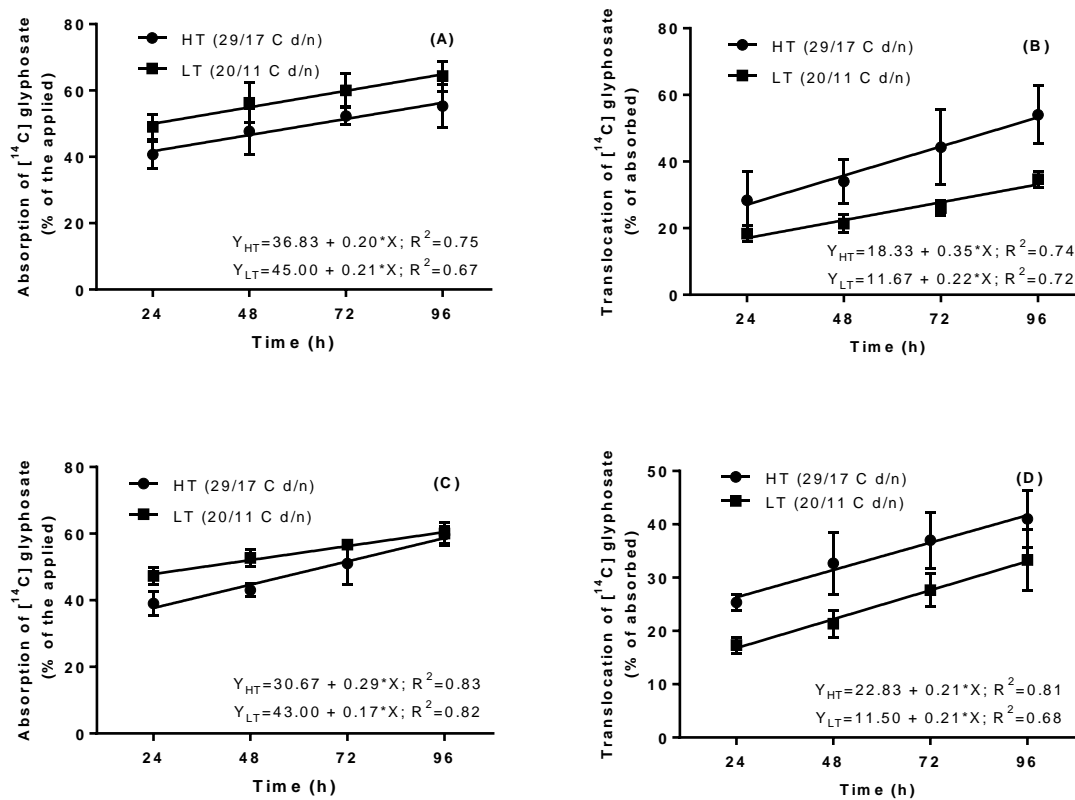 Absorption of [¹⁴C] glyphosate
(% of the applied)
80
60
40
20
0
HT (29/17 C d/n)
LT (20/11 C d/n)
(A)
Y_HT=36.83 + 0.20*X; R²=0.75
Y_LT=45.00 + 0.21*X; R²=0.67
24 48 72 96
Time (h)
Translocation of [¹⁴C] glyphosate
(% of absorbed)
80
60
40
20
0
HT (29/17 C d/n)
LT (20/11 C d/n)
(B)
Y_HT=18.33 + 0.35*X; R²=0.74
Y_LT=11.67 + 0.22*X; R²=0.72
24 48 72 96
Time (h)
Absorption of [¹⁴C] glyphosate
(% of the applied)
80
60
40
20
0
HT (29/17 C d/n)
LT (20/11 C d/n)
(C)
Y_HT=30.67 + 0.29*X; R²=0.83
Y_LT=43.00 + 0.17*X; R²=0.82
24 48 72 96
Time (h)
Translocation of [¹⁴C] glyphosate
(% of absorbed)
50
40
30
20
10
0
HT (29/17 C d/n)
LT (20/11 C d/n)
(D)
Y_HT=22.83 + 0.21*X; R²=0.81
Y_LT=11.50 + 0.21*X; R²=0.68
24 48 72 96
Time (h)